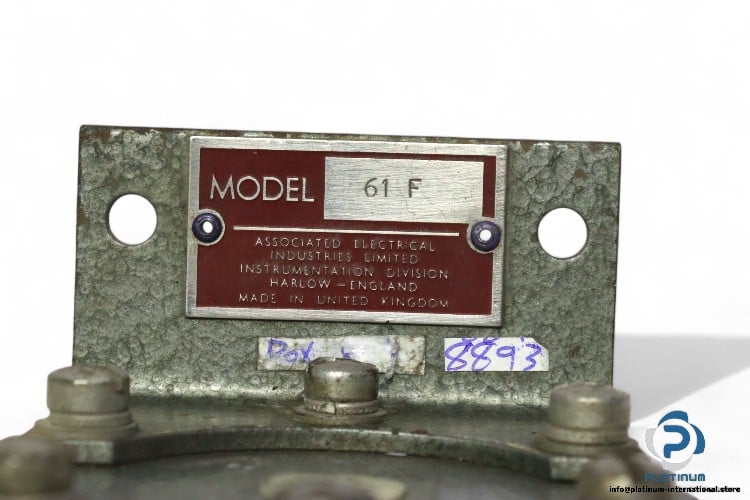 MODEL 61 F
ASSOCIATED ELECTRICAL
INDUSTRIES LIMITED
INSTRUMENTATION DIVISION
HARLOW – ENGLAND
MADE IN UNITED KINGDOM
8893
PLATINUM
info@platinum-international.store